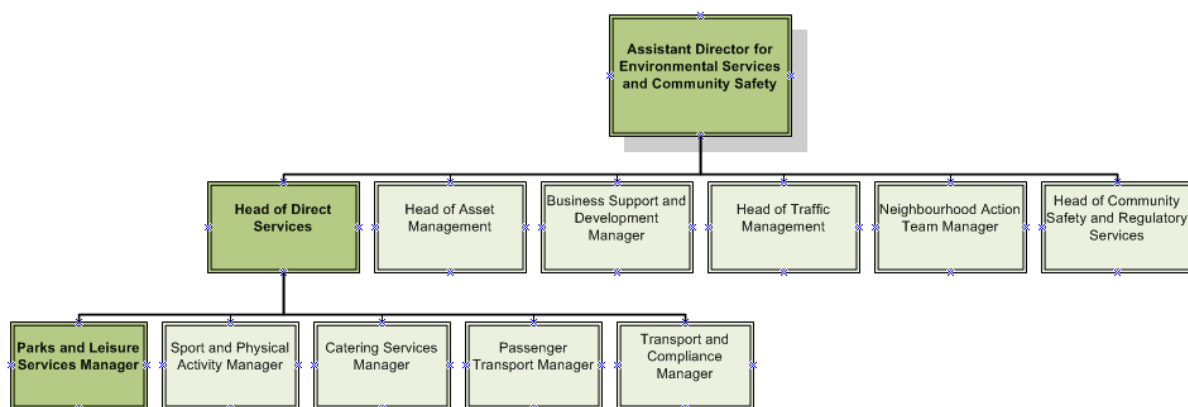 Assistant Director for
Environmental Services
and Community Safety
Head of Direct
Services
Head of Asset
Management
Business Support and
Development
Manager
Head of Traffic
Management
Neighbourhood Action
Team Manager
Head of Community
Safety and Regulatory
Services
Parks and Leisure
Services Manager
Sport and Physical
Activity Manager
Catering Services
Manager
Passenger
Transport Manager
Transport and
Compliance
Manager